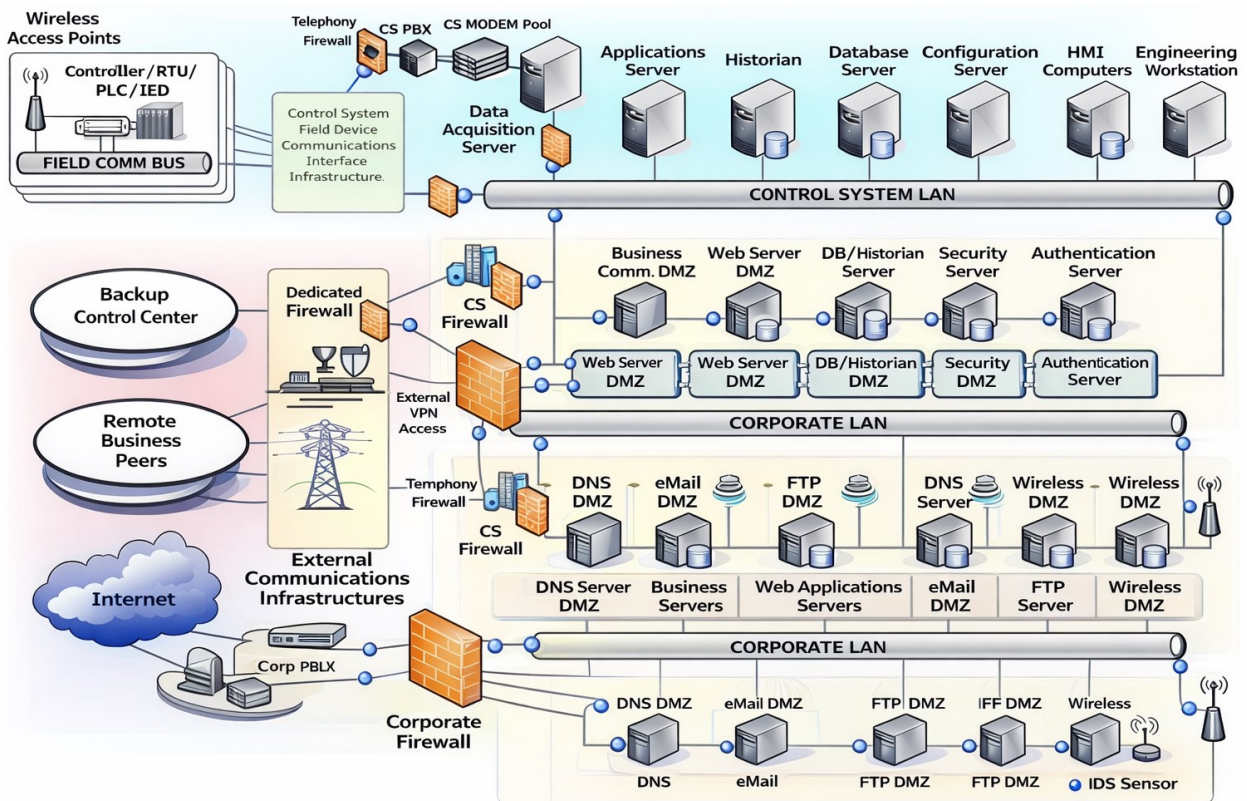 Wireless
Access Points
Controller/RTU/
PLC/IED
FIELD COMM BUS
Telephony
Firewall
CS PBX
CS MODEM Pool
Control System
Field Device
Communications
Interface
Infrastructure.
Data
Acquisition
Server
Applications
Server
Historian
Database
Server
Configuration
Server
HMI
Computers
Engineering
Workstation
CONTROL SYSTEM LAN
Backup
Control Center
Remote
Business
Peers
Dedicated
Firewall
CS
Firewall
External
VPN
Access
Business
Comm. DMZ
Web Server
DMZ
DB/Historian
Server
Security
Server
Authentication
Server
Web Server
DMZ
Web Server
DMZ
DB/Historian
DMZ
Security
DMZ
Authentication
Server
CORPORATE LAN
Temphony
Firewall
CS
Firewall
DNS
DMZ
eMail
DMZ
FTP
DMZ
DNS
Server
Wireless
DMZ
Wireless
DMZ
External
Communications
Infrastructures
DNS Server
DMZ
Business
Servers
Web Applications
Servers
eMail
DMZ
FTP
Server
Wireless
DMZ
Internet
Corp PBLX
Corporate
Firewall
CORPORATE LAN
DNS DMZ
eMail DMZ
FTP DMZ
IFF DMZ
Wireless
DNS
eMail
FTP DMZ
FTP DMZ
IDS Sensor